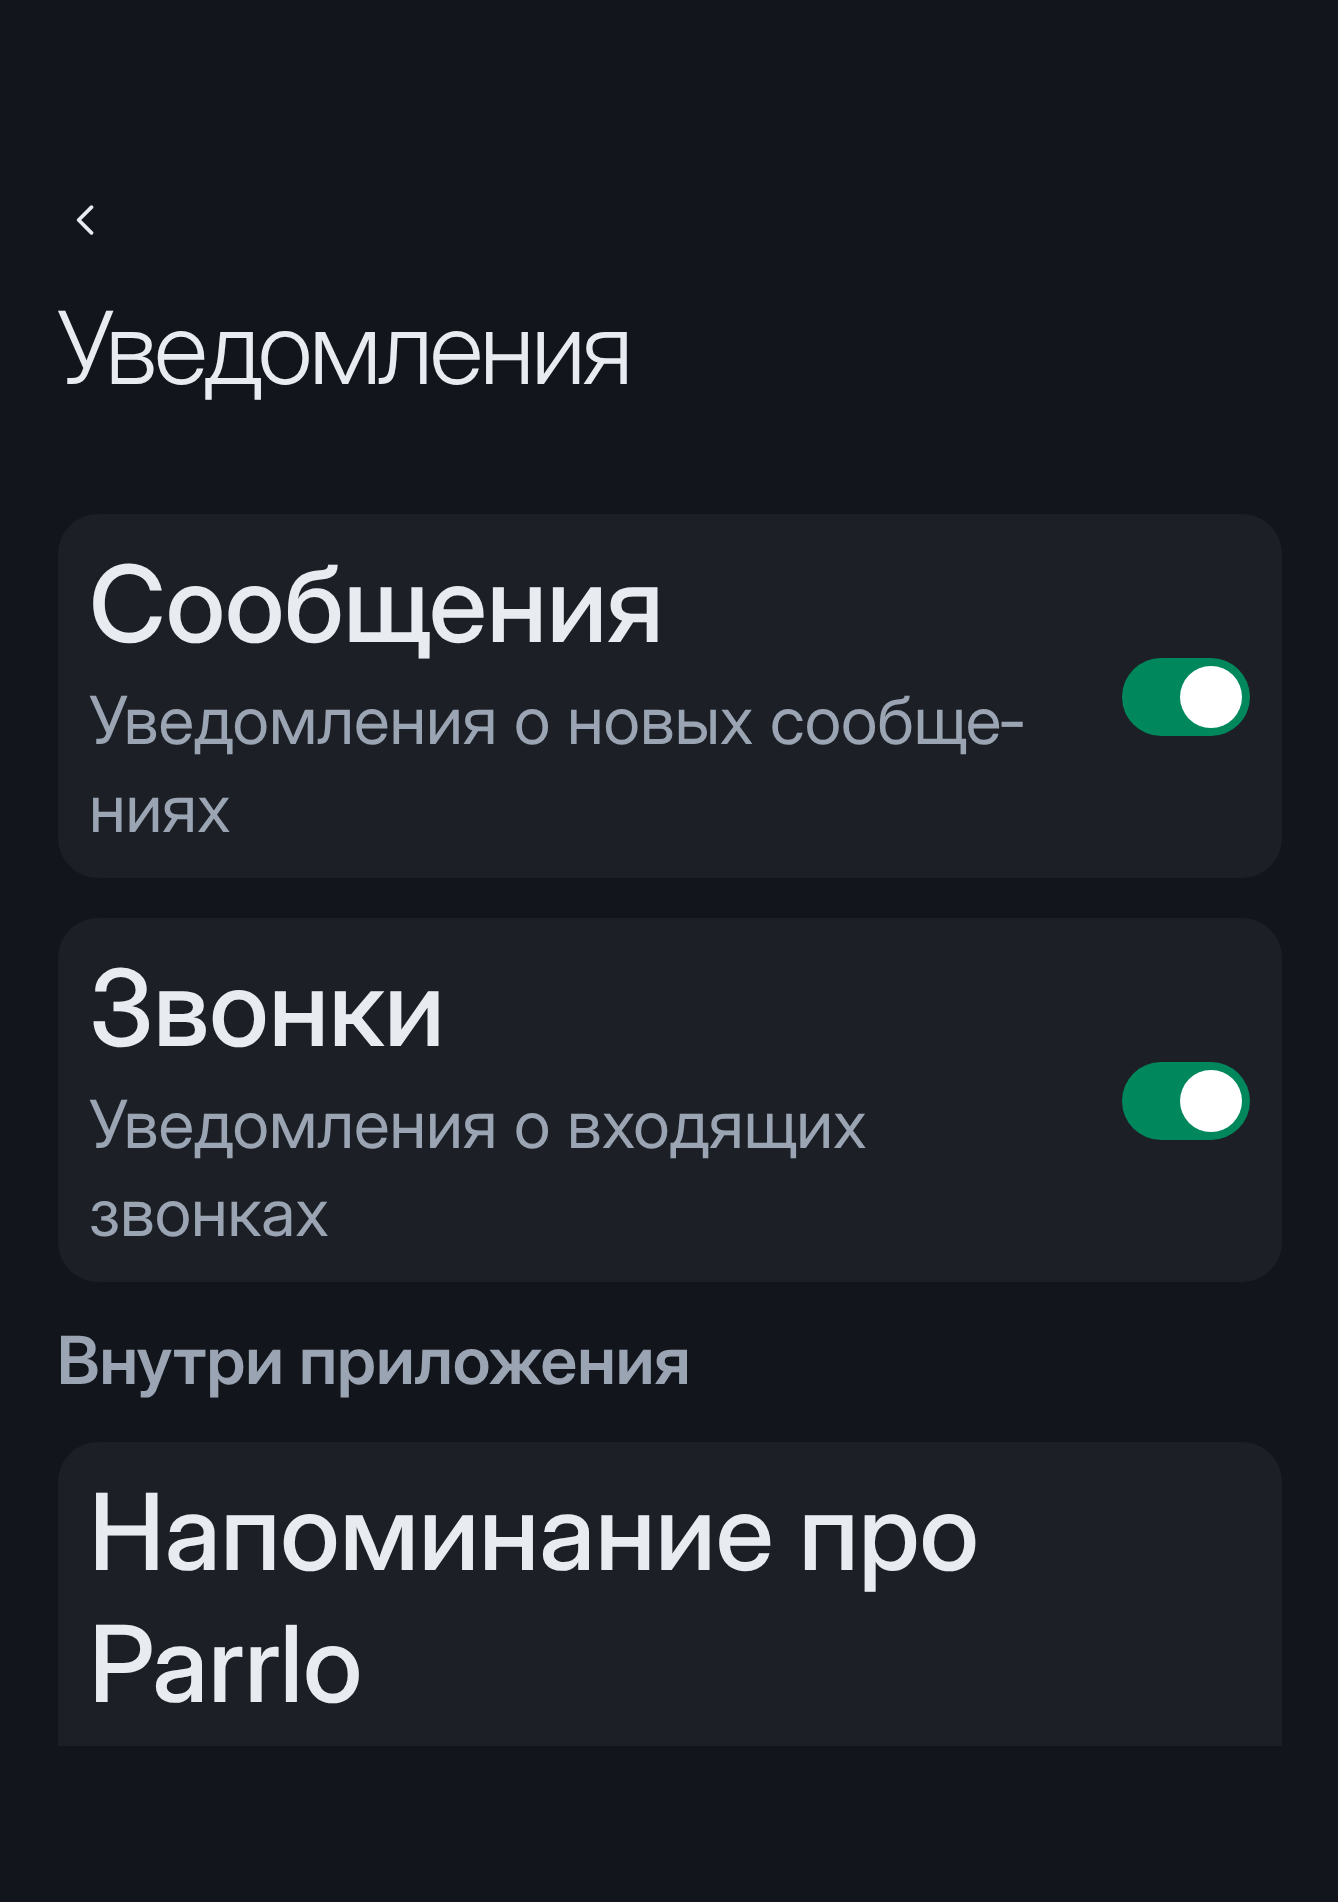 Уведомления
Сообщения
Уведомления о новых сообще-
ниях
Звонки
Уведомления о входящих
звонках
Внутри приложения
Напоминание про
Parrlo